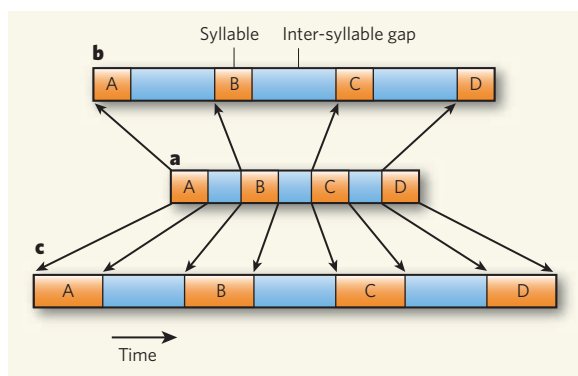 Syllable Inter-syllable gap
b
A B C D
a
A B C D
c
A B C D
Time